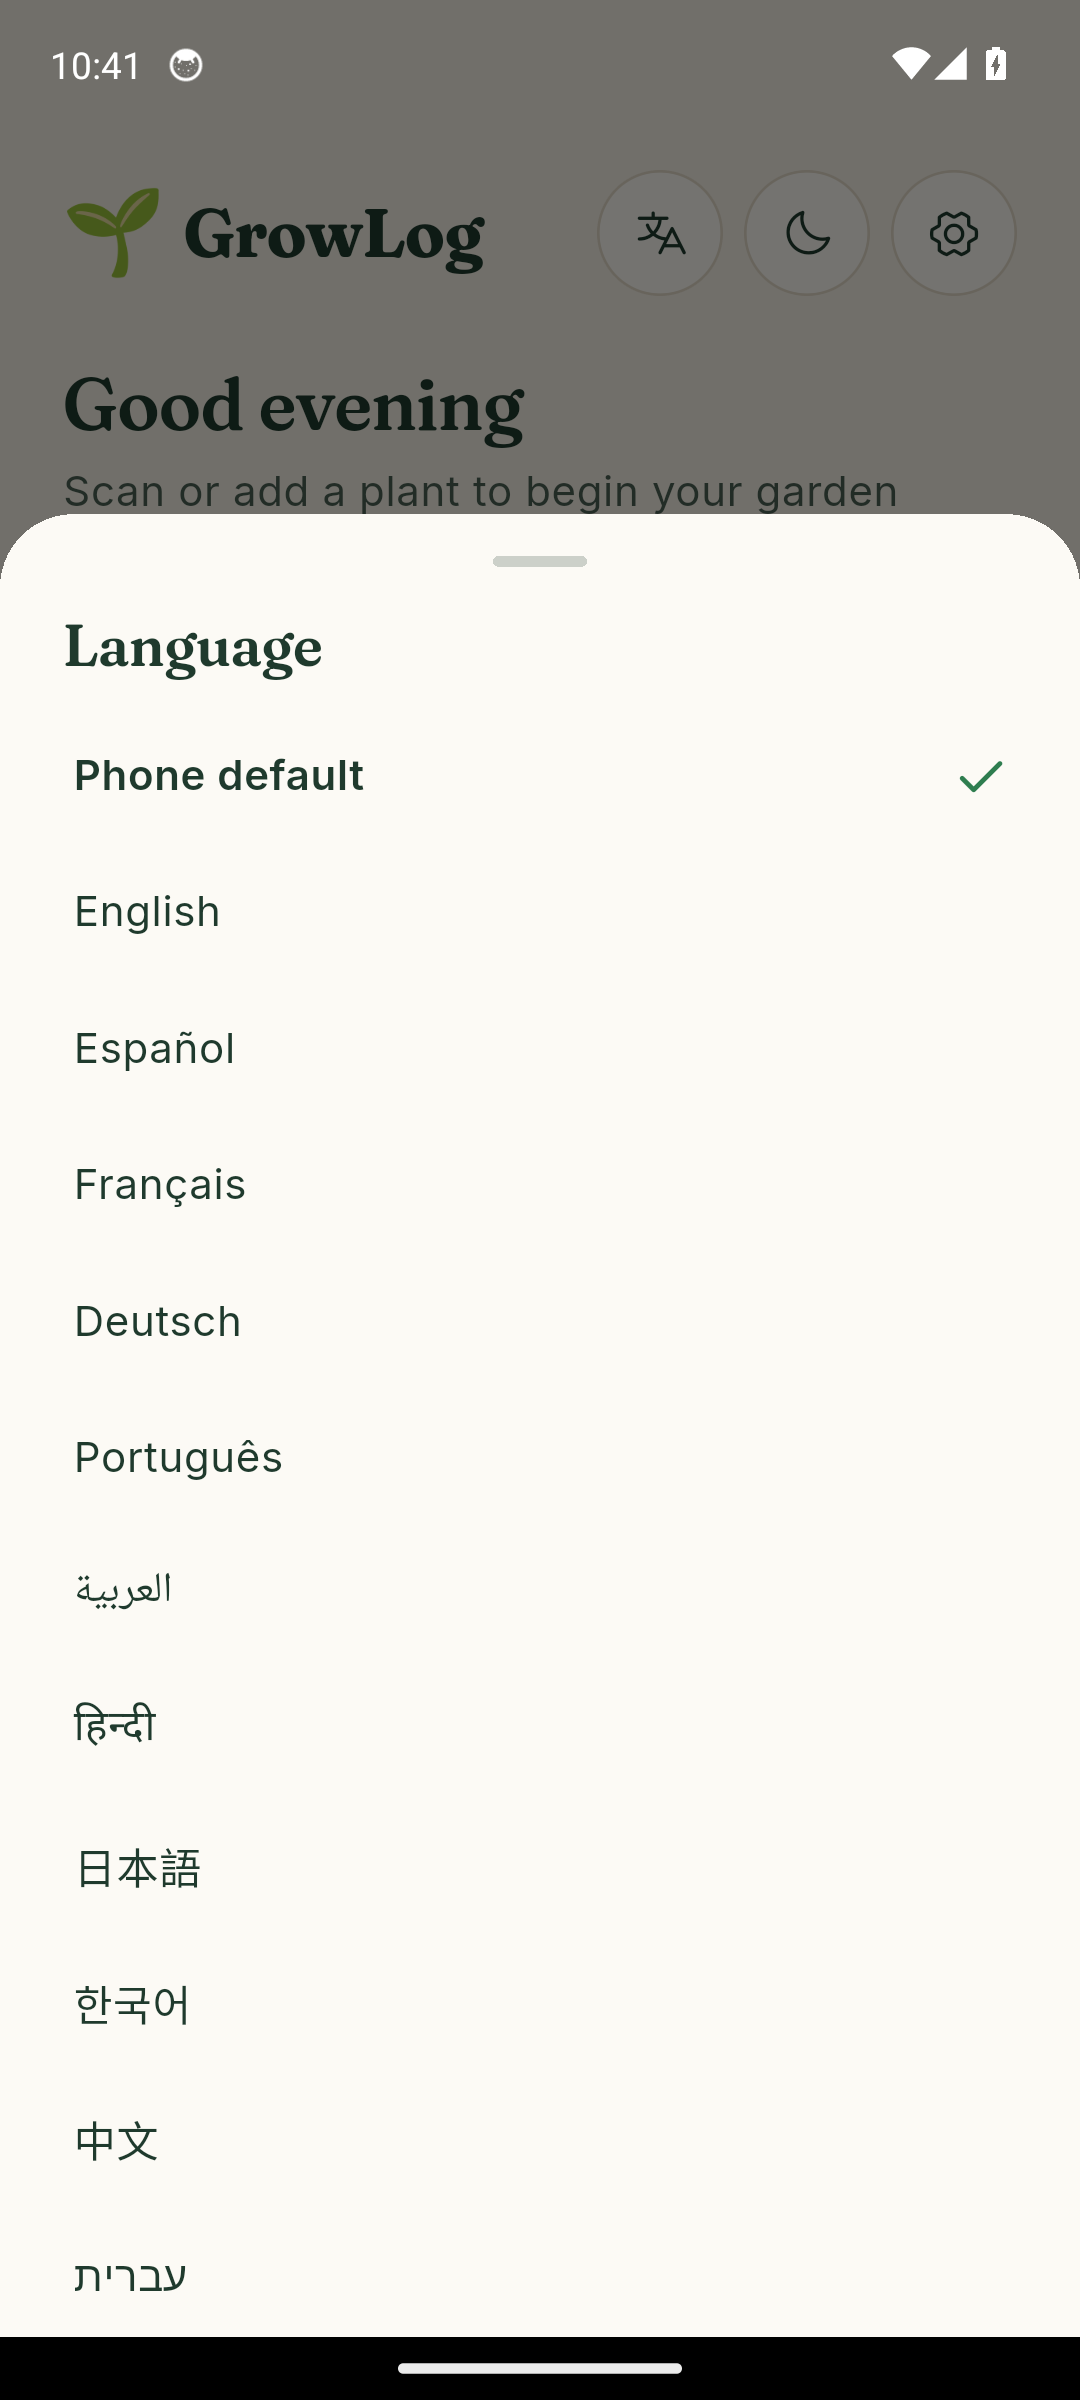 10:41
GrowLog
Good evening
Scan or add a plant to begin your garden
Language
Phone default
English
Español
Français
Deutsch
Português
العربية
हिन्दी
日本語
한국어
中文
עברית